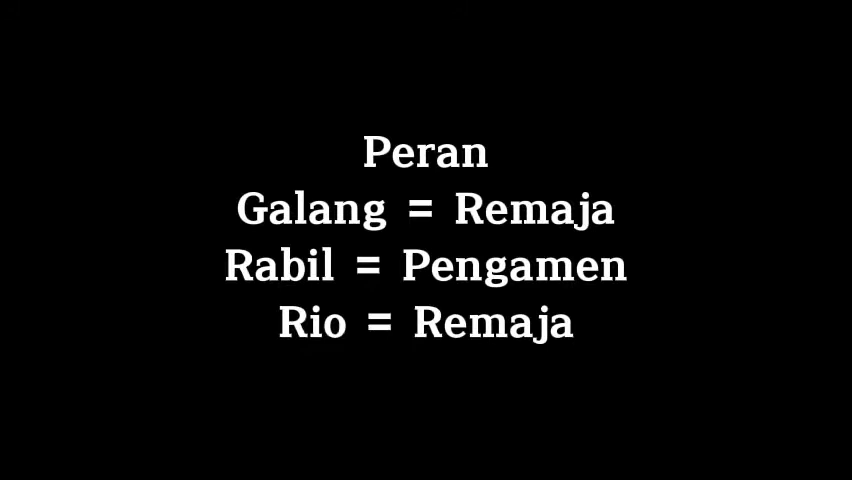 Peran
Galang = Remaja
Rabil = Pengamen
Rio = Remaja